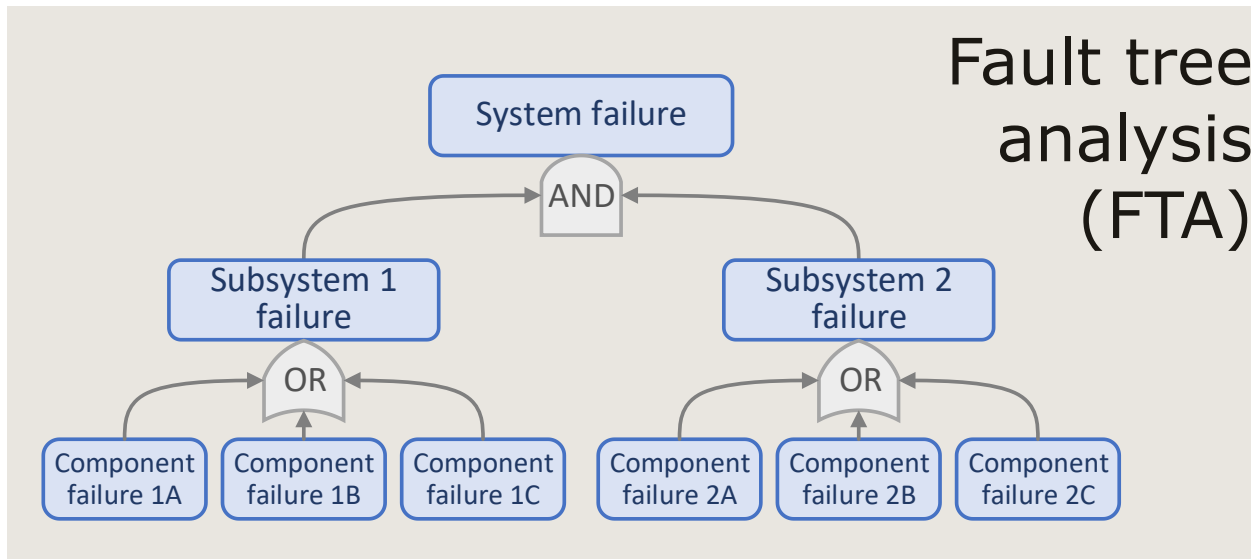 Fault tree
analysis
(FTA)
System failure
AND
Subsystem 1
failure
Subsystem 2
failure
OR
OR
Component
failure 1A
Component
failure 1B
Component
failure 1C
Component
failure 2A
Component
failure 2B
Component
failure 2C